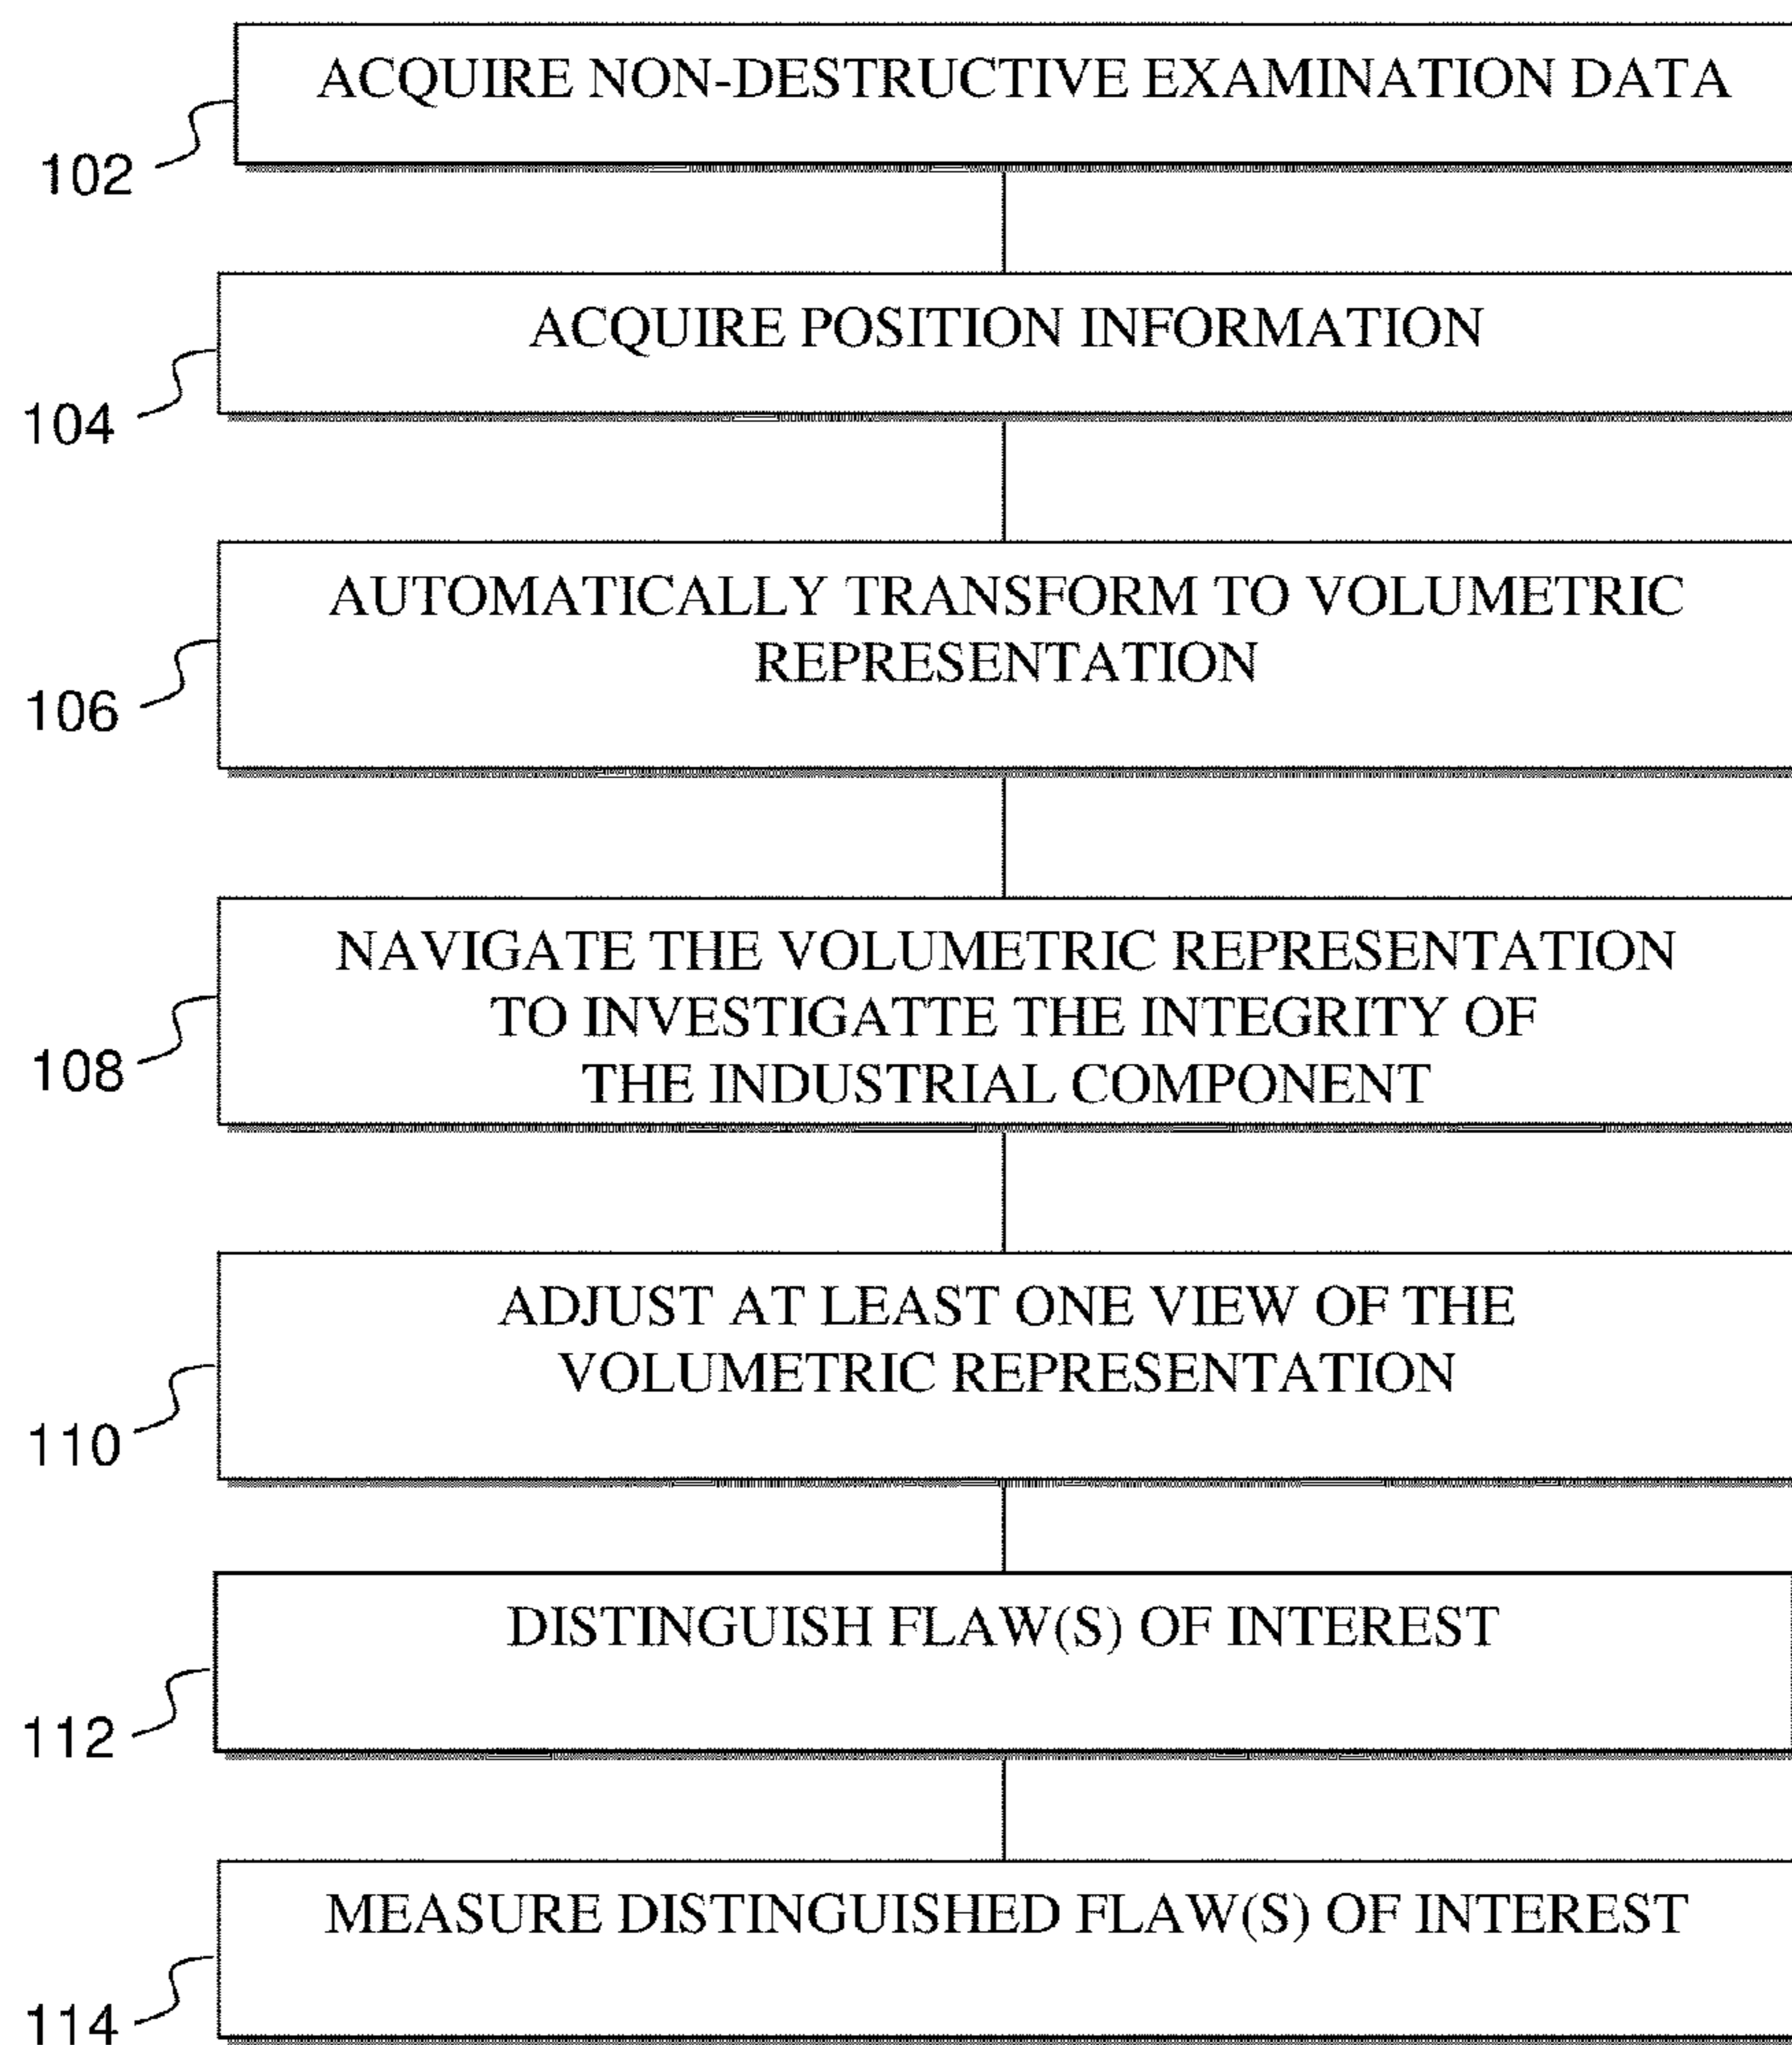 ACQUIRE NON-DESTRUCTIVE EXAMINATION DATA
102
ACQUIRE POSITION INFORMATION
104
AUTOMATICALLY TRANSFORM TO VOLUMETRIC
REPRESENTATION
106
NAVIGATE THE VOLUMETRIC REPRESENTATION
TO INVESTIGATTE THE INTEGRITY OF
THE INDUSTRIAL COMPONENT
108
ADJUST AT LEAST ONE VIEW OF THE
VOLUMETRIC REPRESENTATION
110
DISTINGUISH FLAW(S) OF INTEREST
112
MEASURE DISTINGUISHED FLAW(S) OF INTEREST
114